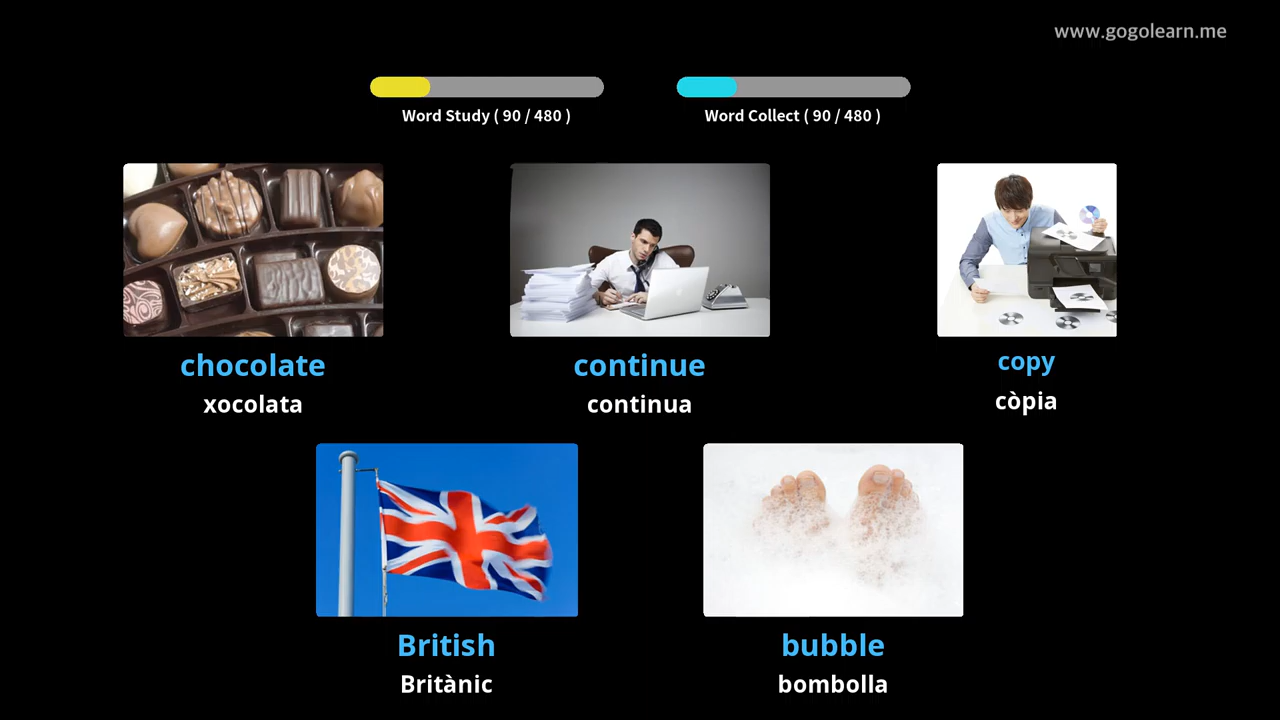 www.gogolearn.me
Word Study ( 90 / 480 )
Word Collect ( 90 / 480 )
chocolate
xocolata
continue
continua
copy
còpia
British
Britànic
bubble
bombolla